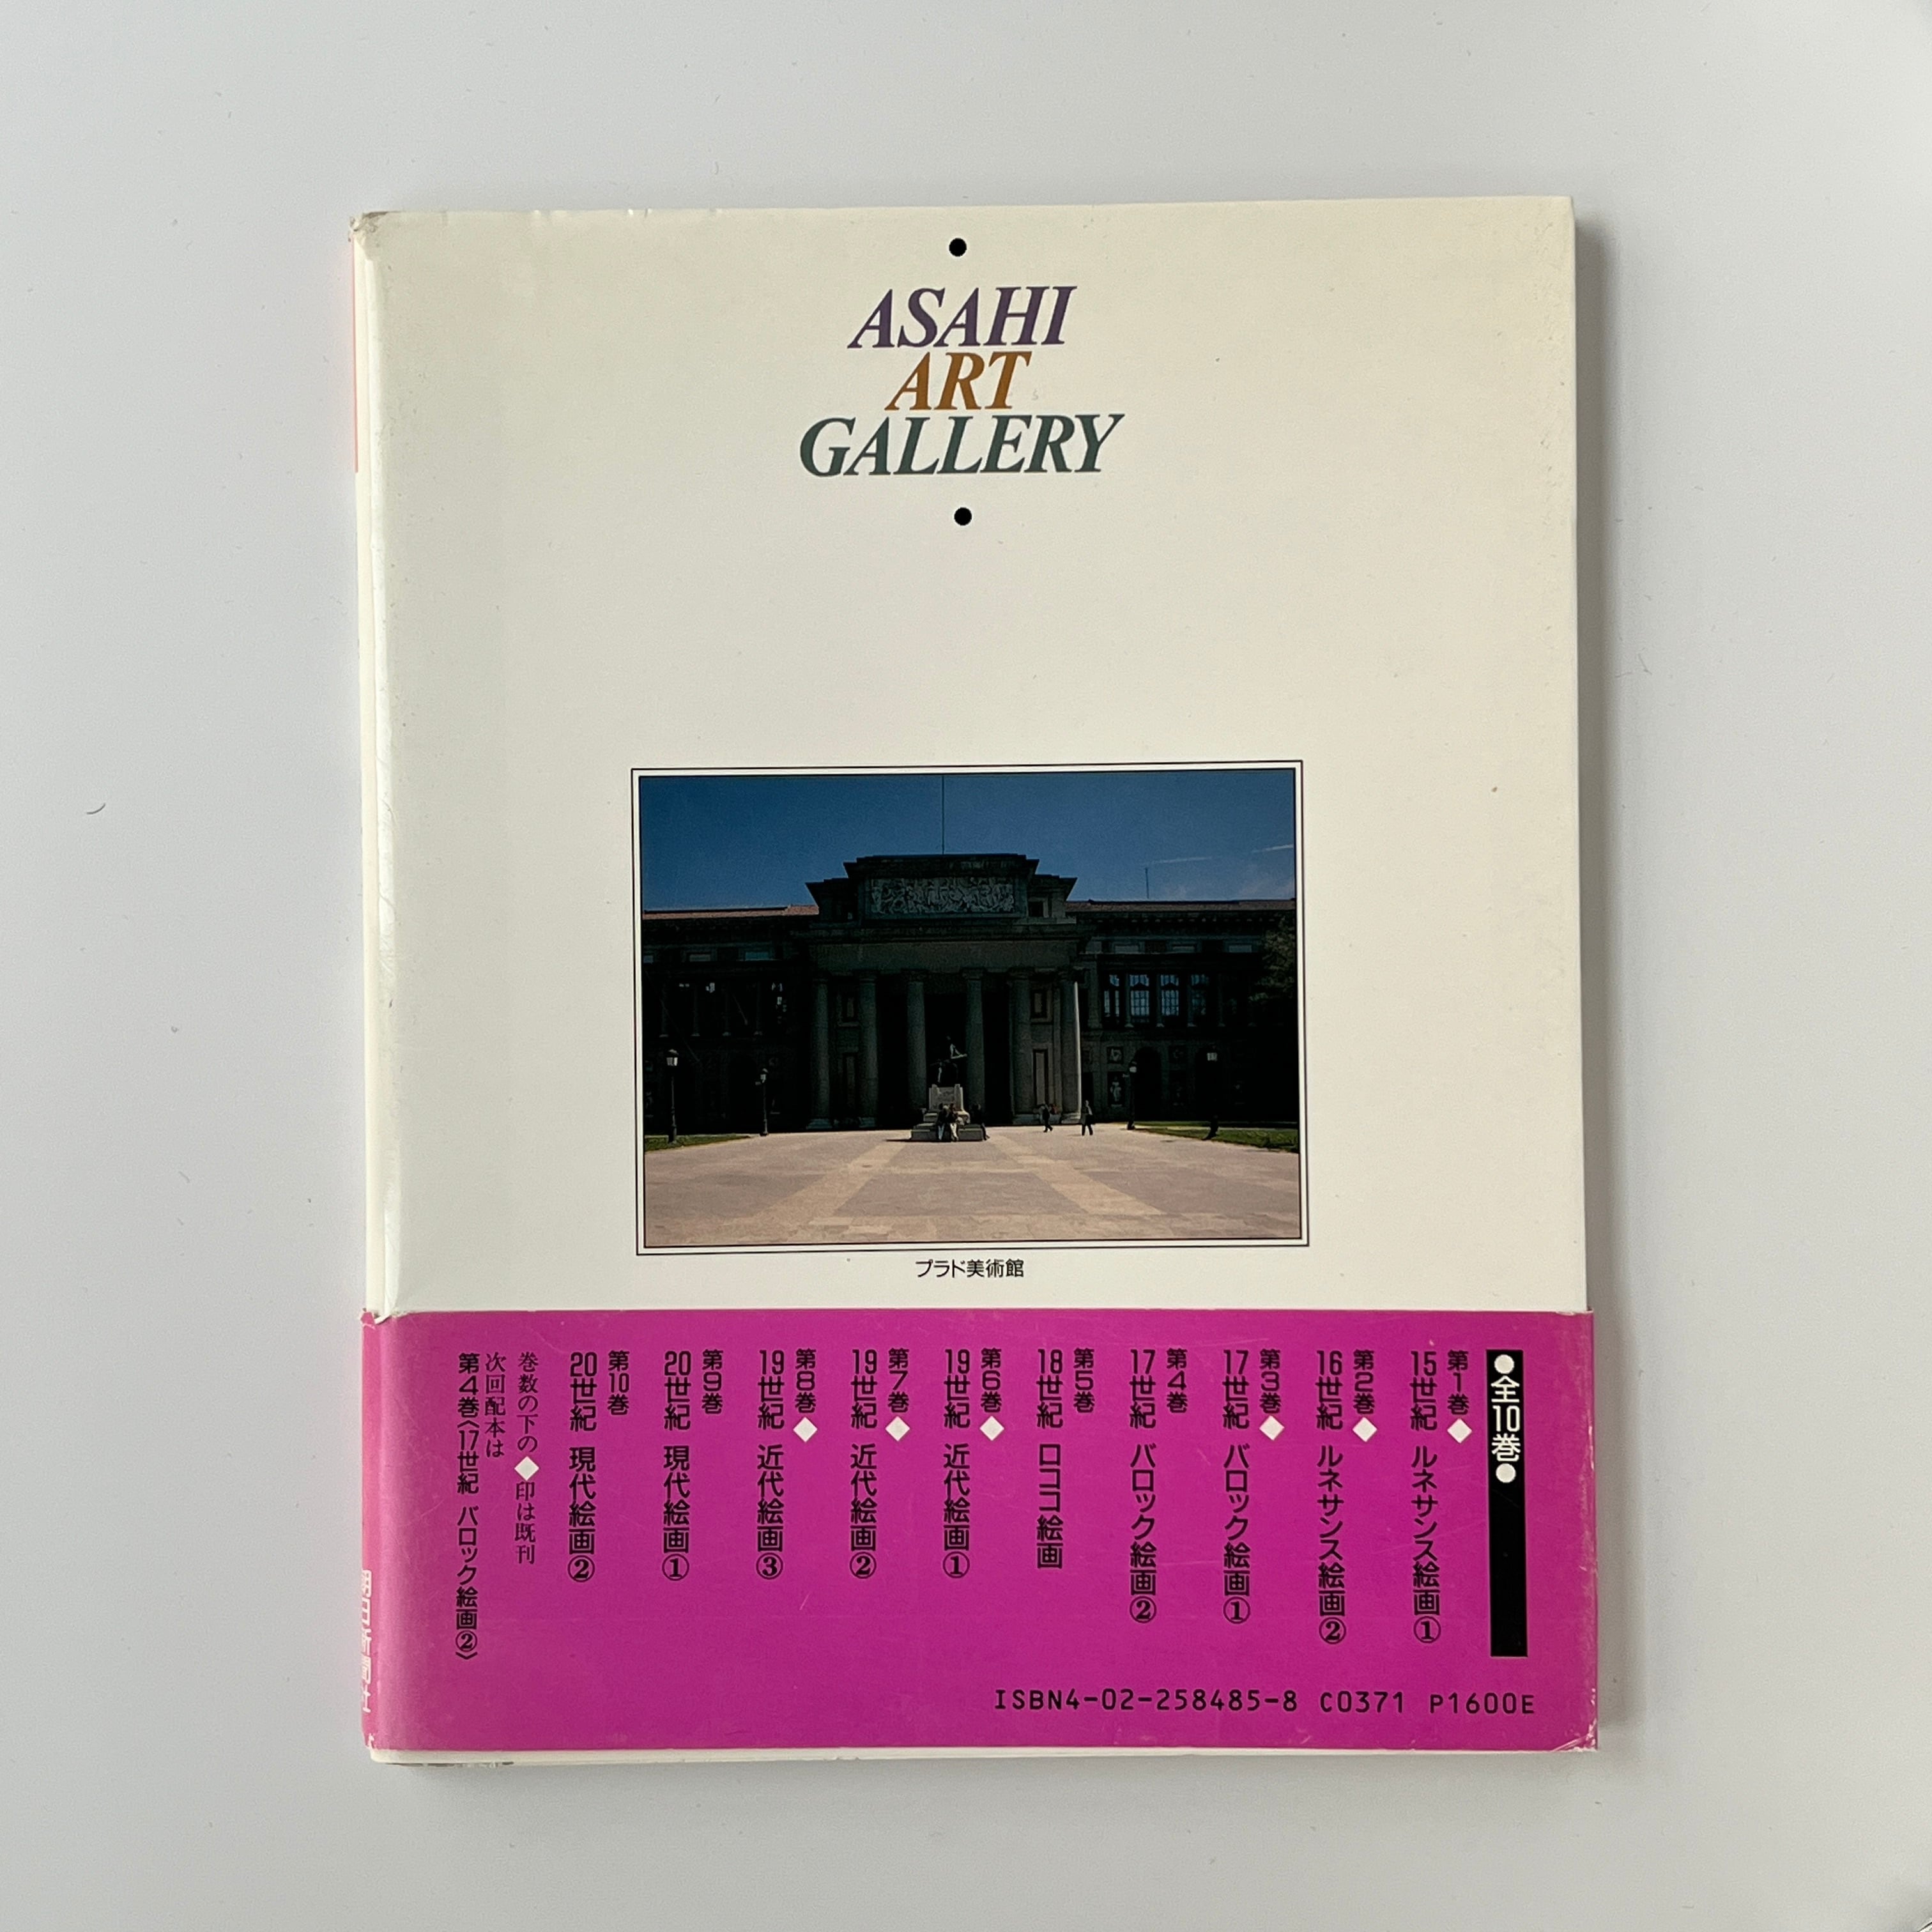 ASAHI
ART
GALLERY
プラド美術館
●全10巻●
第1巻◆
15世紀 ルネサンス絵画①
第2巻◆
16世紀 ルネサンス絵画②
第3巻◆
17世紀 バロック絵画①
第4巻
17世紀 バロック絵画②
第5巻
18世紀 ロココ絵画
第6巻◆
19世紀 近代絵画①
第7巻◆
19世紀 近代絵画②
第8巻◆
19世紀 近代絵画③
第9巻
20世紀 現代絵画①
第10巻
20世紀 現代絵画②
巻数の下の◆印は既刊
次回配本は
第4巻〈17世紀 バロック絵画②〉
ISBN4-02-258485-8 C0371 P1600E
朝日新聞社